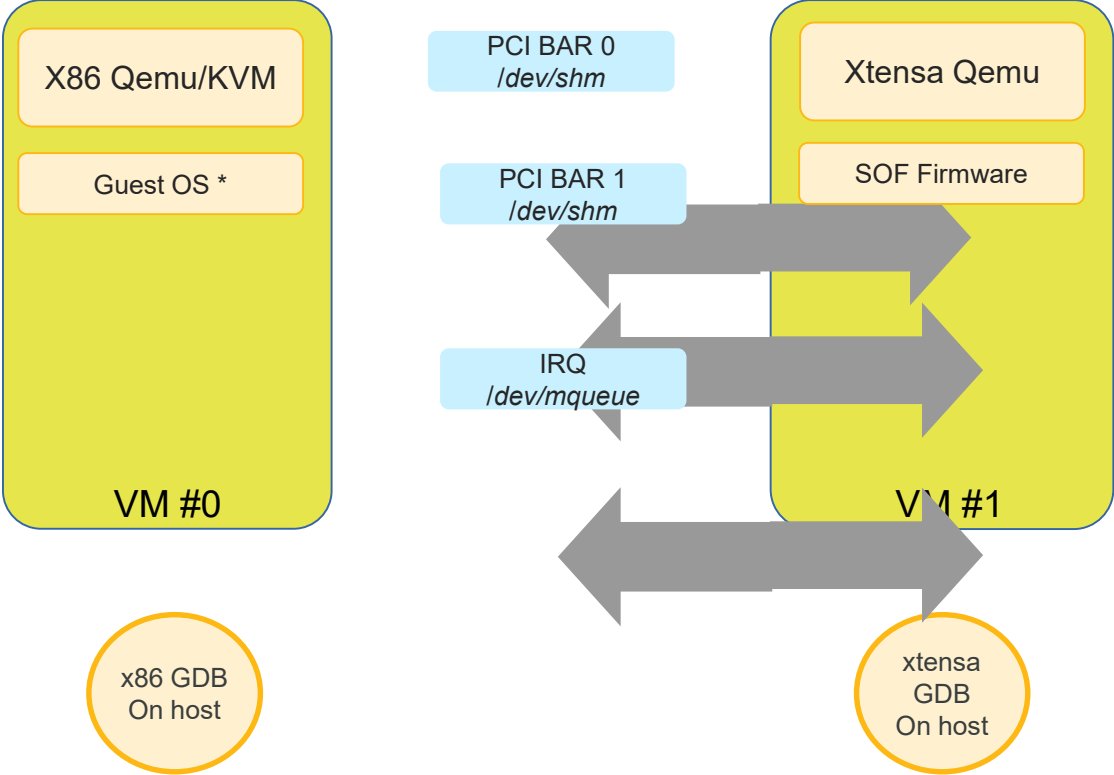 X86 Qemu/KVM
Guest OS *
VM #0
PCI BAR 0
/dev/shm
PCI BAR 1
/dev/shm
IRQ
/dev/mqueue
Xtensa Qemu
SOF Firmware
VM #1
x86 GDB
On host
xtensa
GDB
On host